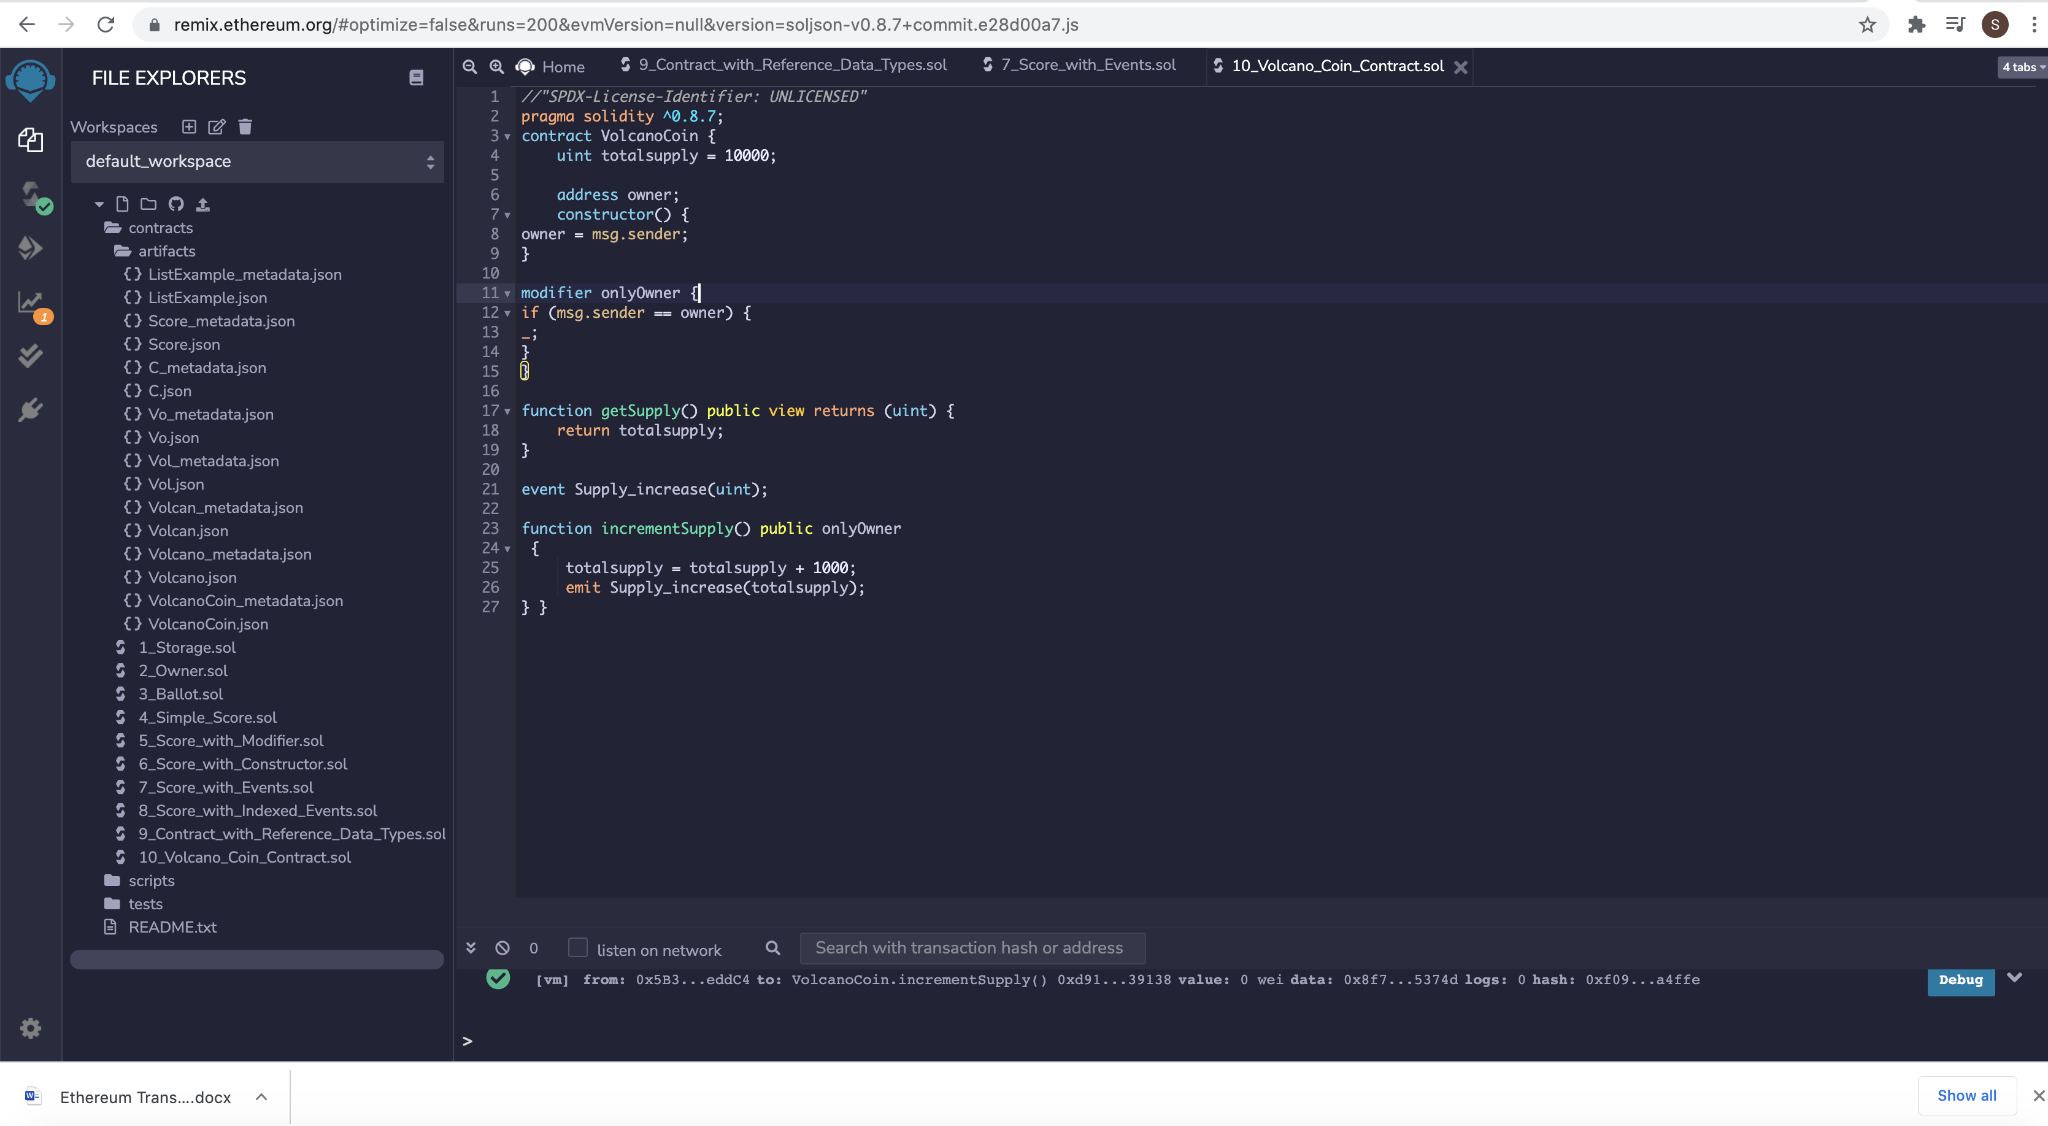 remix.ethereum.org/#optimize=false&runs=200&evmVersion=null&version=soljson-v0.8.7+commit.e28d00a7.js
S
FILE EXPLORERS
Home
9_Contract_with_Reference_Data_Types.sol
7_Score_with_Events.sol
10_Volcano_Coin_Contract.sol
4 tabs
Workspaces
default_workspace
contracts
artifacts
{} ListExample_metadata.json
{} ListExample.json
{} Score_metadata.json
{} Score.json
{} C_metadata.json
{} C.json
{} Vo_metadata.json
{} Vo.json
{} Vol_metadata.json
{} Vol.json
{} Volcan_metadata.json
{} Volcan.json
{} Volcano_metadata.json
{} Volcano.json
{} VolcanoCoin_metadata.json
{} VolcanoCoin.json
1_Storage.sol
2_Owner.sol
3_Ballot.sol
4_Simple_Score.sol
5_Score_with_Modifier.sol
6_Score_with_Constructor.sol
7_Score_with_Events.sol
8_Score_with_Indexed_Events.sol
9_Contract_with_Reference_Data_Types.sol
10_Volcano_Coin_Contract.sol
scripts
tests
README.txt
1
1 //"SPDX-License-Identifier: UNLICENSED"
2 pragma solidity ^0.8.7;
3 contract VolcanoCoin {
4 uint totalsupply = 10000;
5
6 address owner;
7 constructor() {
8 owner = msg.sender;
9 }
10
11 modifier onlyOwner {
12 if (msg.sender == owner) {
13 _;
14 }
15 }
16
17 function getSupply() public view returns (uint) {
18 return totalsupply;
19 }
20
21 event Supply_increase(uint);
22
23 function incrementSupply() public onlyOwner
24 {
25 totalsupply = totalsupply + 1000;
26 emit Supply_increase(totalsupply);
27 } }
0 listen on network Search with transaction hash or address
[vm] from: 0x5B3...eddC4 to: VolcanoCoin.incrementSupply() 0xd91...39138 value: 0 wei data: 0x8f7...5374d logs: 0 hash: 0xf09...a4ffe
Debug
>
Ethereum Trans....docx
Show all